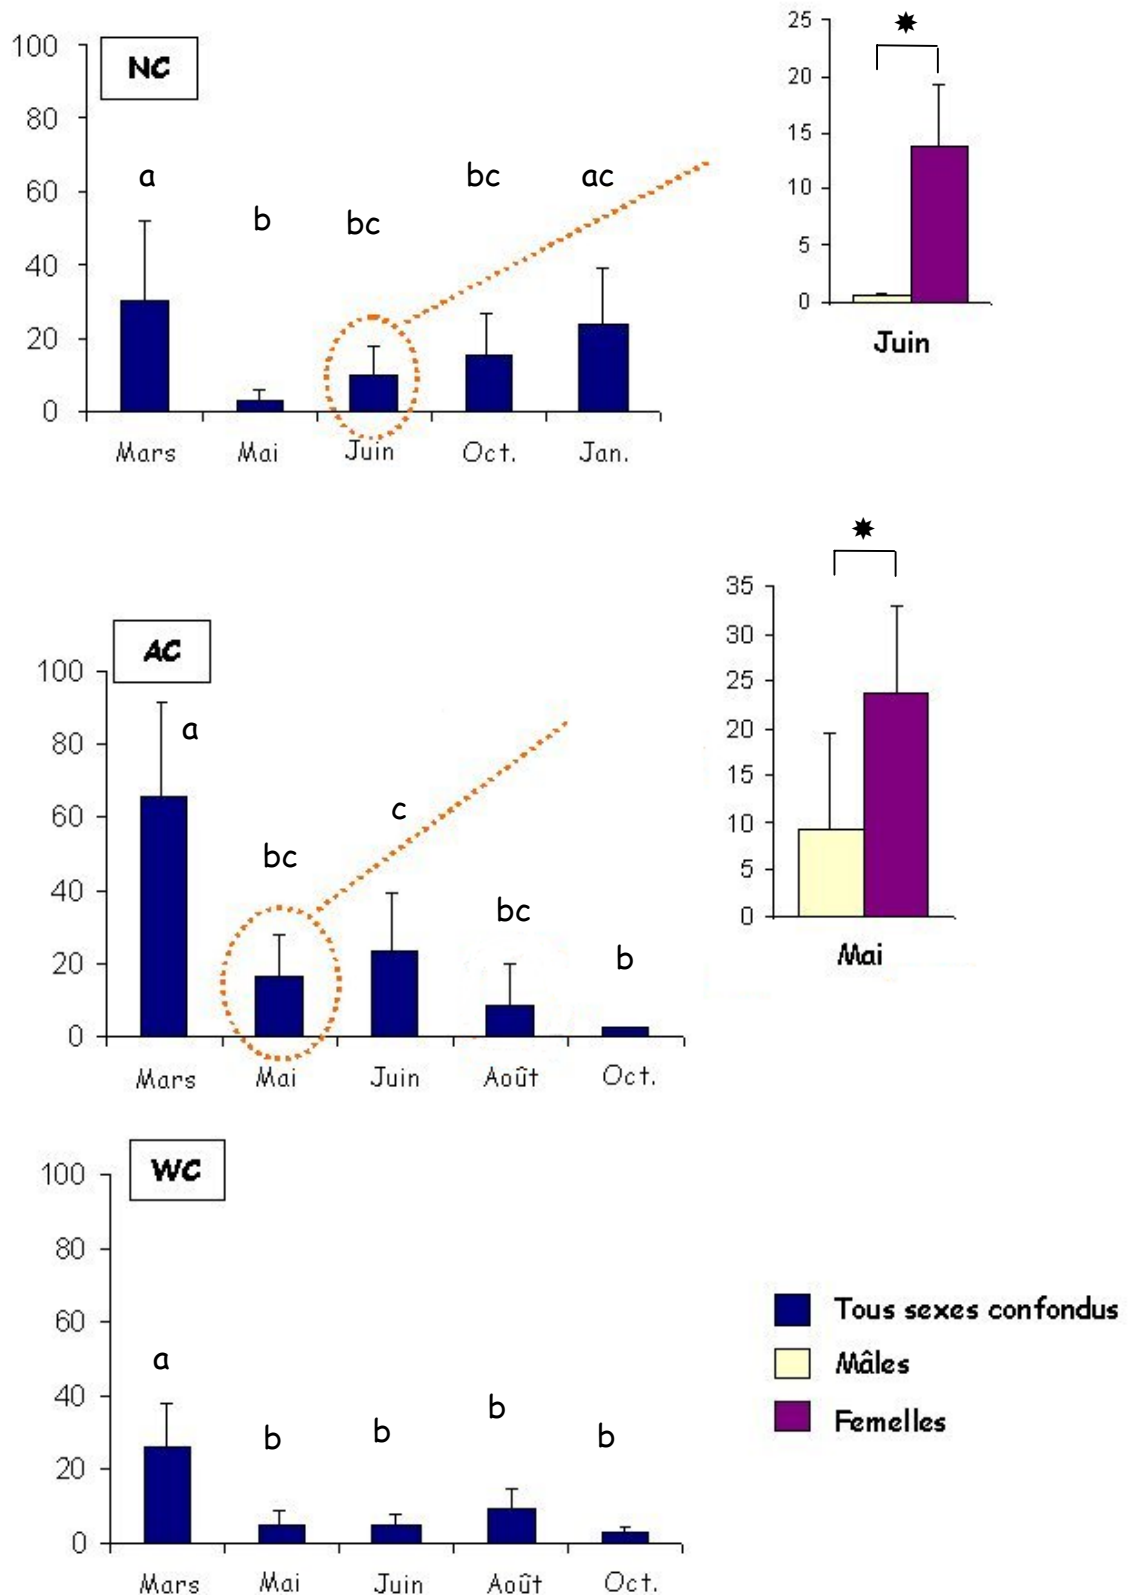 NC
100
80
60
40
20
0
a
b
bc
bc
ac
Mars Mai Juin Oct. Jan.
25
20
15
10
5
0
Juin
AC
100
80
60
40
20
0
a
bc
c
bc
b
Mars Mai Juin Août Oct.
35
30
25
20
15
10
5
0
Mai
WC
100
80
60
40
20
0
a
b
b
b
b
Mars Mai Juin Août Oct.
Tous sexes confondus
Mâles
Femelles